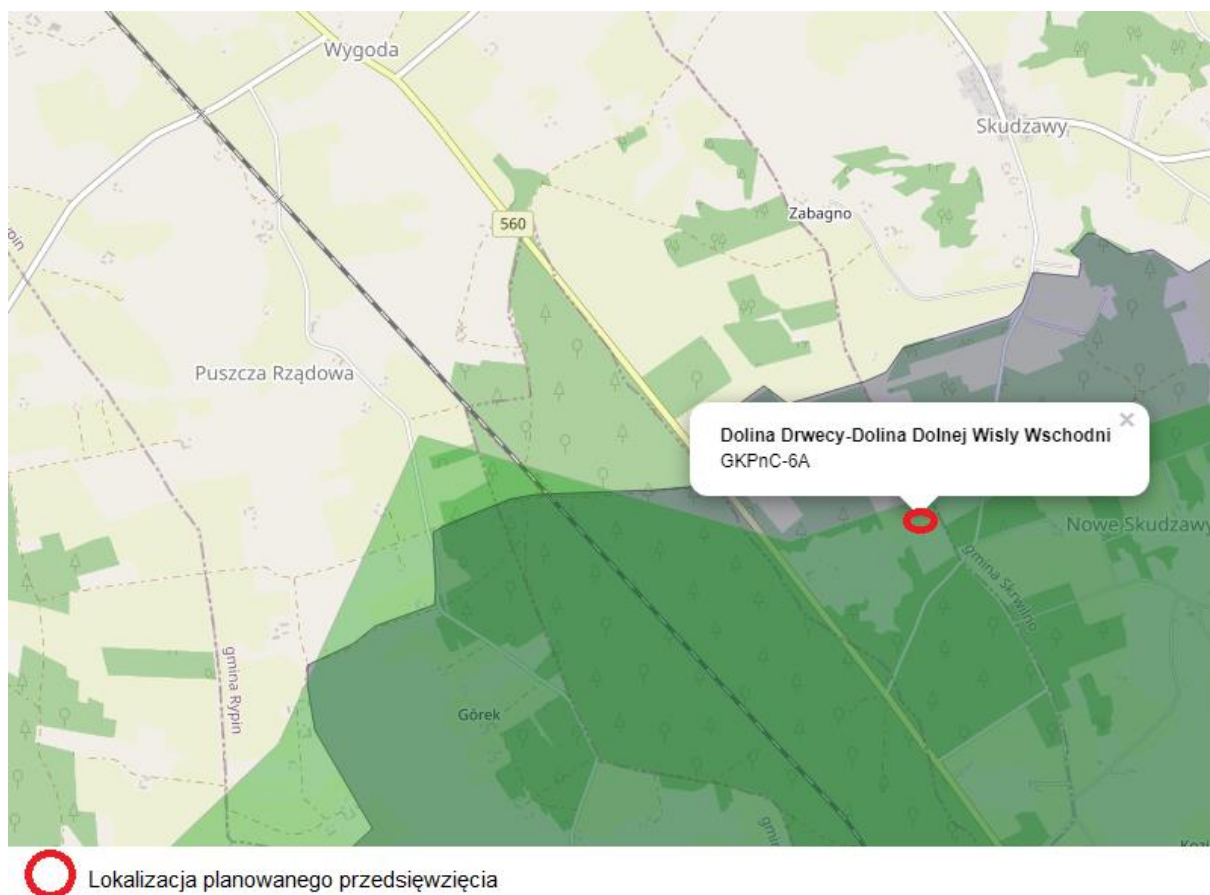 Wygoda
Skudzawy
Zabagno
560
Puszcza Rządowa
Dolina Drwecy-Dolina Dolnej Wisly Wschodni
GKPnC-6A
×
Nowe Skudzawy
gmina Skrwilno
gmina Rypin
Górek
Lokalizacja planowanego przedsięwzięcia